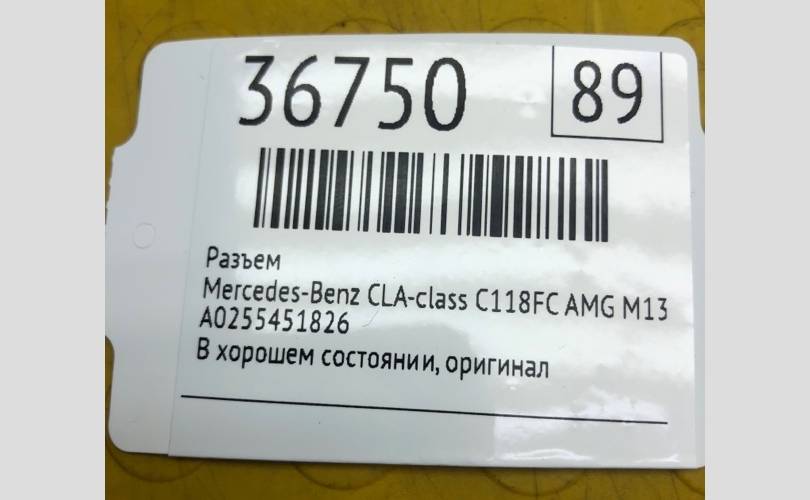 36750
89
Разъем
Mercedes-Benz CLA-class C118FC AMG M13
A0255451826
В хорошем состоянии, оригинал